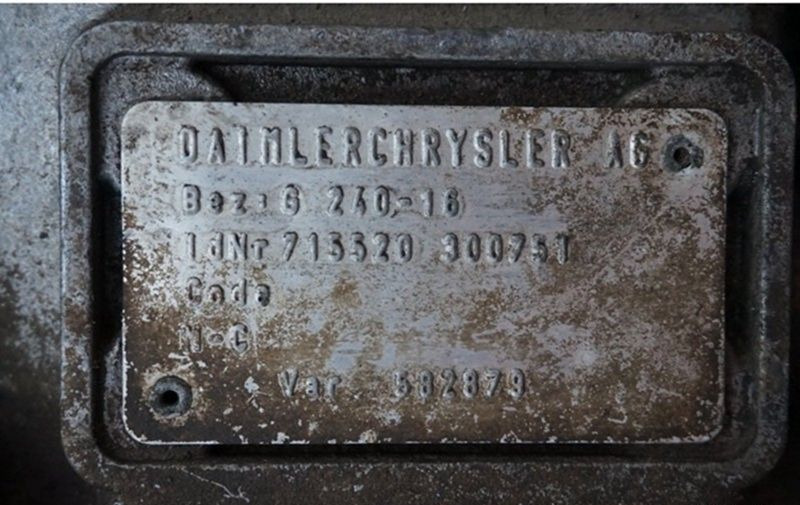 DAIMLERCHRYSLER AG
Bez: G 240-16
IdNr 715520 300751
Code
M-C
Var. 582879